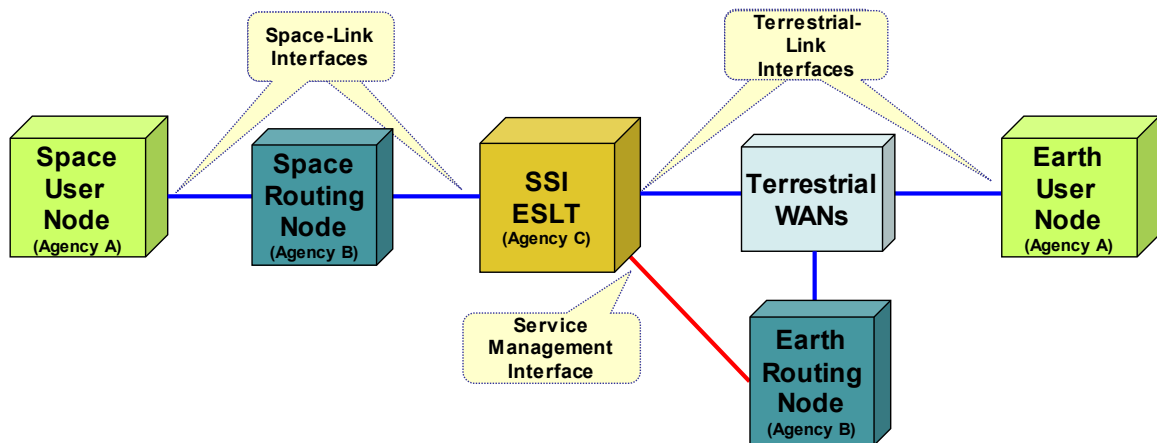 Space-Link
Interfaces
Terrestrial-
Link
Interfaces
Space
User
Node
(Agency A)
Space
Routing
Node
(Agency B)
SSI
ESLT
(Agency C)
Terrestrial
WANs
Earth
User
Node
(Agency A)
Service
Management
Interface
Earth
Routing
Node
(Agency B)